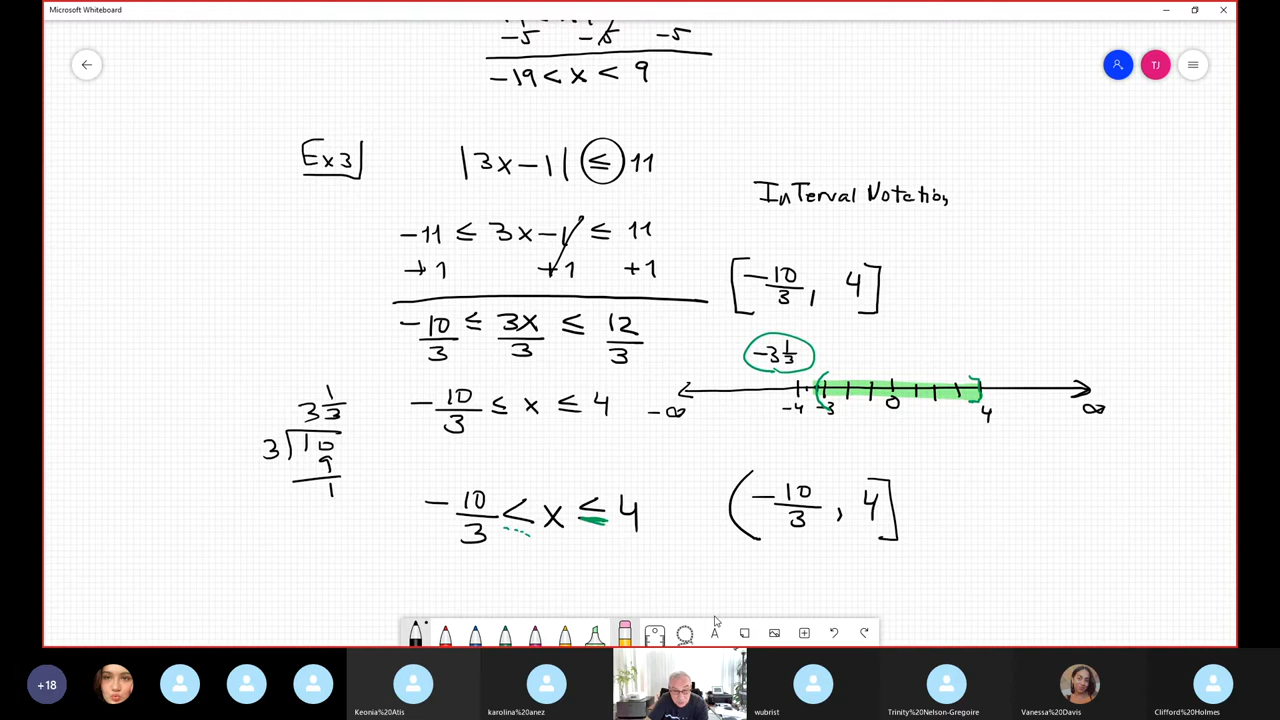 Microsoft Whiteboard
-5 -5 -5
-19 < x < 9
TJ
Ex3
|3x-1| ≤ 11
Interval Notation
-11 ≤ 3x-1 ≤ 11
+1 +1 +1
[-10/3, 4]
-10/3 ≤ 3x/3 ≤ 12/3
-3 1/3
-∞ -4 -3 0 4 ∞
-10/3 ≤ x ≤ 4
3 1/3
3 10
9
1
-10/3 < x ≤ 4
(-10/3, 4]
A
+18
Keonia%20Atis
karolina%20anez
wubrist
Trinity%20Nelson-Gregoire
Vanessa%20Davis
Clifford%20Holmes